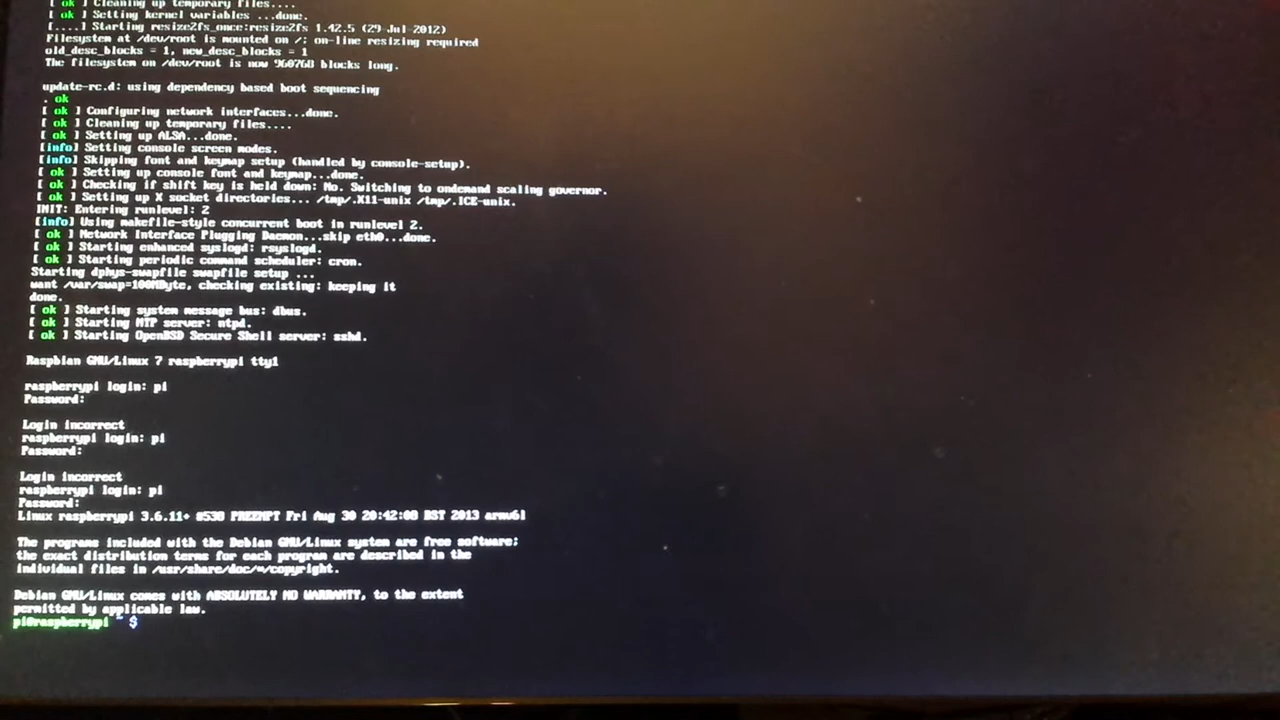 [ ok ] Cleaning up temporary files....
[ ok ] Setting kernel variables ...done.
[....] Starting resize2fs_once:resize2fs 1.42.5 (29 Jul 2012)
Filesystem at /dev/root is mounted on /; on-line resizing required
old_desc_blocks = 1, new_desc_blocks = 1
The filesystem on /dev/root is now 960768 blocks long.
update-rc.d: using dependency based boot sequencing
. ok
[ ok ] Configuring network interfaces...done.
[ ok ] Cleaning up temporary files....
[ ok ] Setting up ALSA...done.
[info] Setting console screen modes.
[info] Skipping font and keymap setup (handled by console-setup).
[ ok ] Setting up console font and keymap...done.
[ ok ] Checking if shift key is held down: No. Switching to ondemand scaling governor.
[ ok ] Setting up X socket directories... /tmp/.X11-unix /tmp/.ICE-unix.
INIT: Entering runlevel: 2
[info] Using makefile-style concurrent boot in runlevel 2.
[ ok ] Network Interface Plugging Daemon...skip eth0...done.
[ ok ] Starting enhanced syslogd: rsyslogd.
[ ok ] Starting periodic command scheduler: cron.
Starting dphys-swapfile swapfile setup ...
want /var/swap=100MByte, checking existing: keeping it
done.
[ ok ] Starting system message bus: dbus.
[ ok ] Starting NTP server: ntpd.
[ ok ] Starting OpenBSD Secure Shell server: sshd.
Raspbian GNU/Linux 7 raspberrypi tty1
raspberrypi login: pi
Password:
Login incorrect
raspberrypi login: pi
Password:
Login incorrect
raspberrypi login: pi
Password:
Linux raspberrypi 3.6.11+ #538 PREEMPT Fri Aug 30 20:42:08 BST 2013 armv6l
The programs included with the Debian GNU/Linux system are free software;
the exact distribution terms for each program are described in the
individual files in /usr/share/doc/*/copyright.
Debian GNU/Linux comes with ABSOLUTELY NO WARRANTY, to the extent
permitted by applicable law.
pi@raspberrypi ~ $